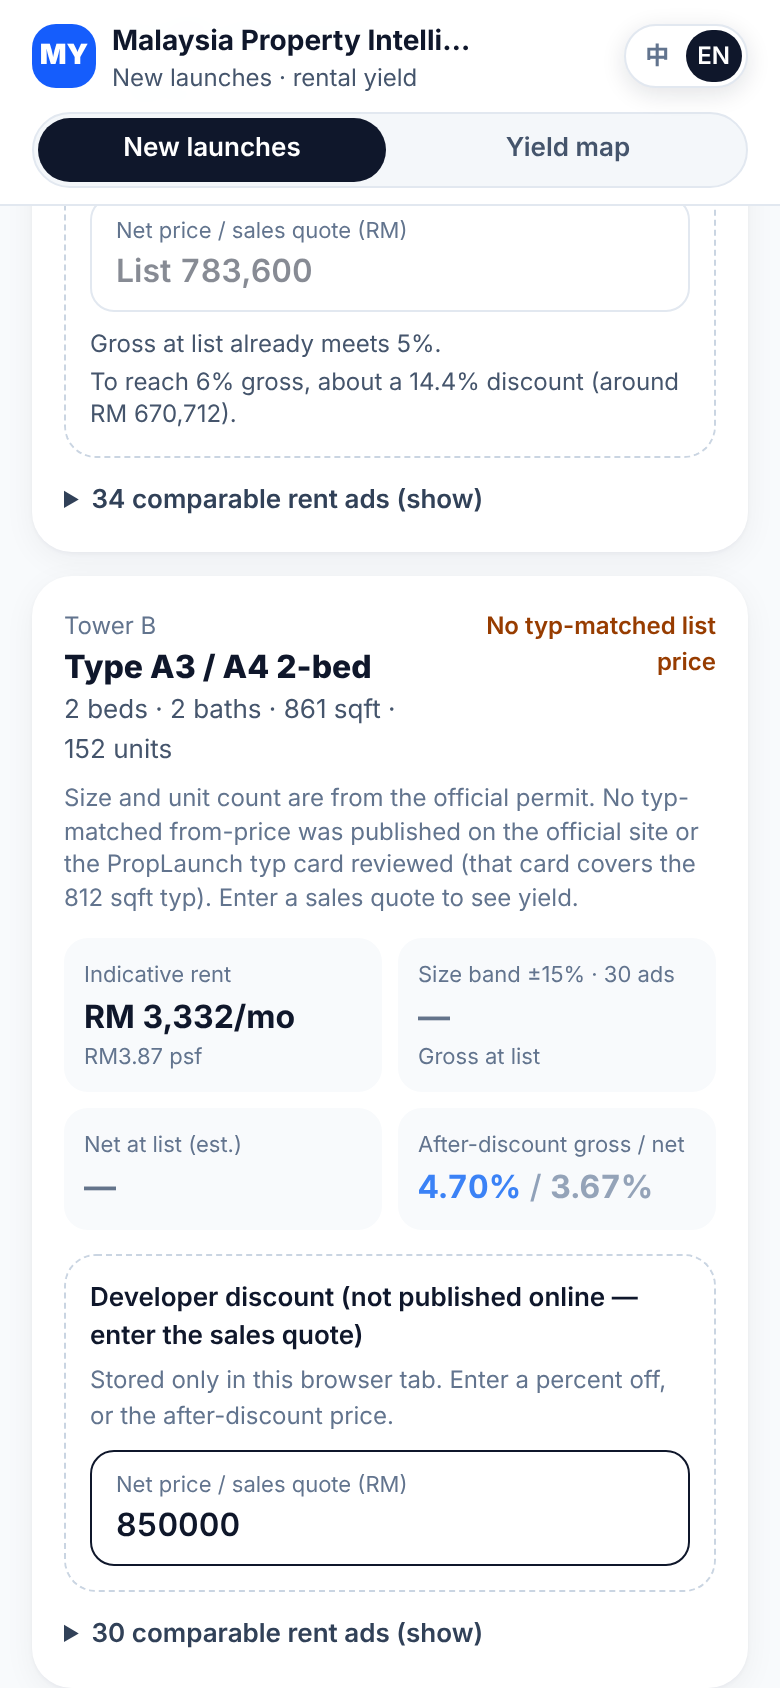 MY
Malaysia Property Intelli...
New launches · rental yield
中
EN
New launches
Yield map
Net price / sales quote (RM)
List 783,600
Gross at list already meets 5%.
To reach 6% gross, about a 14.4% discount (around
RM 670,712).
▶ 34 comparable rent ads (show)
Tower B
No typ-matched list
price
Type A3 / A4 2-bed
2 beds · 2 baths · 861 sqft ·
152 units
Size and unit count are from the official permit. No typ-
matched from-price was published on the official site or
the PropLaunch typ card reviewed (that card covers the
812 sqft typ). Enter a sales quote to see yield.
Indicative rent
RM 3,332/mo
RM3.87 psf
Size band ±15% · 30 ads
—
Gross at list
Net at list (est.)
—
After-discount gross / net
4.70% / 3.67%
Developer discount (not published online —
enter the sales quote)
Stored only in this browser tab. Enter a percent off,
or the after-discount price.
Net price / sales quote (RM)
850000
▶ 30 comparable rent ads (show)